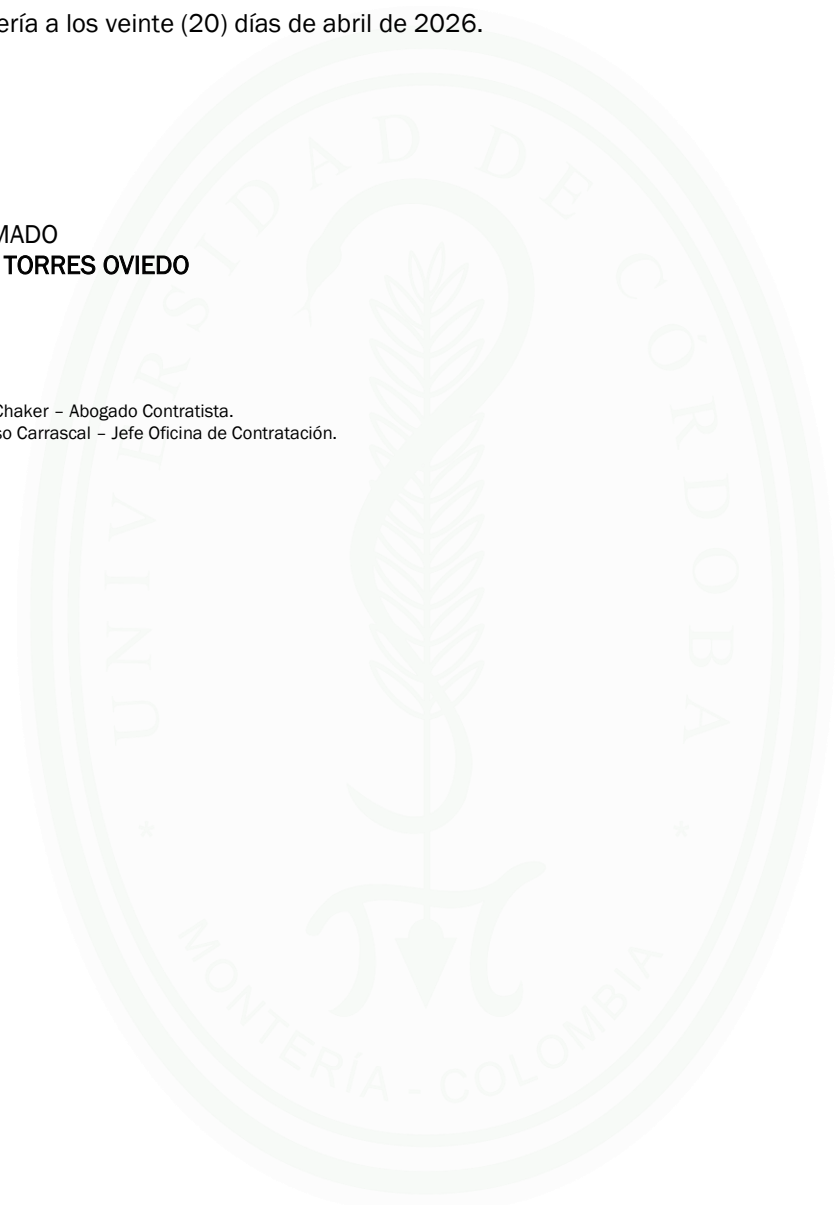 ería a los veinte (20) días de abril de 2026.
MADO
TORRES OVIEDO
Chaker – Abogado Contratista.
so Carrascal – Jefe Oficina de Contratación.
UNIVERSIDAD DE CÓRDOBA
MONTERÍA - COLOMBIA